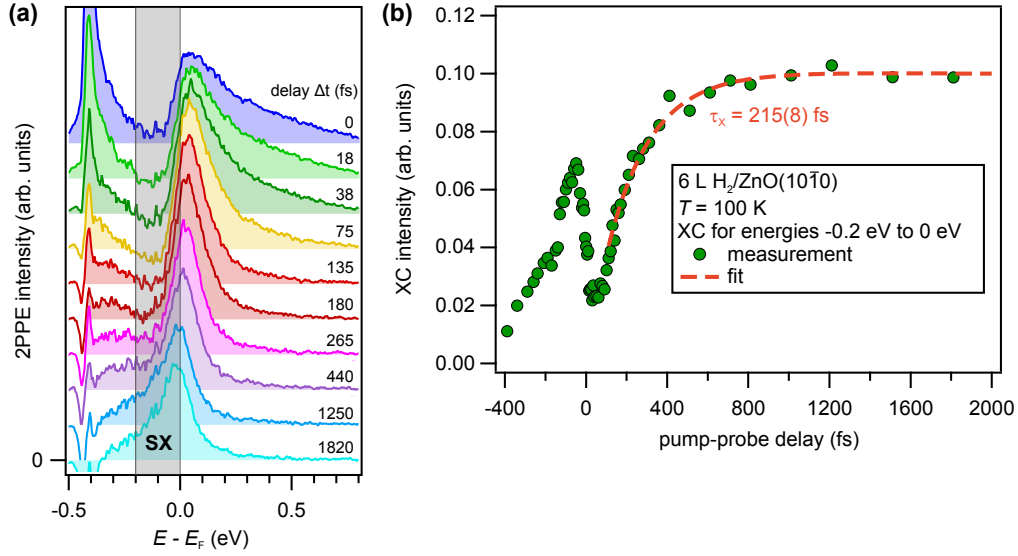 (a)
2PPE intensity (arb. units)
0
delay Δt (fs)
0
18
38
75
135
180
265
440
1250
1820
SX
-0.5
0.0
0.5
E - E_F (eV)
(b)
XC intensity (arb. units)
0.12
0.10
0.08
0.06
0.04
0.02
0.00
τ_X = 215(8) fs
6 L H₂/ZnO(101̅0)
T = 100 K
XC for energies -0.2 eV to 0 eV
measurement
fit
-400
0
400
800
1200
1600
2000
pump-probe delay (fs)